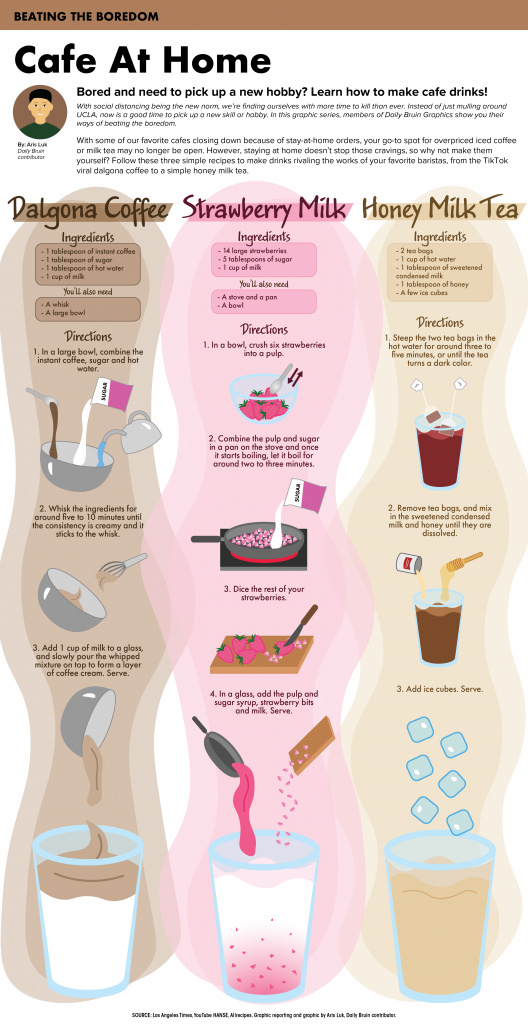 BEATING THE BOREDOM
Cafe At Home
Bored and need to pick up a new hobby? Learn how to make cafe drinks!
With social distancing being the new norm, we're finding ourselves with more time to kill than ever. Instead of just mulling around
UCLA, now is a good time to pick up a new skill or hobby. In this graphic series, members of Daily Bruin Graphics show you their
ways of beating the boredom.
By: Aris Luk
Daily Bruin
contributor
With some of our favorite cafes closing down because of stay-at-home orders, your go-to spot for overpriced iced coffee
or milk tea may no longer be open. However, staying at home doesn't stop those cravings, so why not make them
yourself? Follow these three simple recipes to make drinks rivaling the works of your favorite baristas, from the TikTok
viral dalgona coffee to a simple honey milk tea.
Dalgona Coffee
Ingredients
- 1 tablespoon of instant coffee
- 1 tablespoon of sugar
- 1 tablespoon of hot water
- 1 cup of milk
You'll also need
- A whisk
- A large bowl
Directions
1. In a large bowl, combine the
instant coffee, sugar and hot
water.
SUGAR
2. Whisk the ingredients for
around five to 10 minutes until
the consistency is creamy and it
sticks to the whisk.
3. Add 1 cup of milk to a glass,
and slowly pour the whipped
mixture on top to form a layer
of coffee cream. Serve.
Strawberry Milk
Ingredients
- 14 large strawberries
- 5 tablespoons of sugar
- 1 cup of milk
You'll also need
- A stove and a pan
- A bowl
Directions
1. In a bowl, crush six strawberries
into a pulp.
2. Combine the pulp and sugar
in a pan on the stove and once
it starts boiling, let it boil for
around two to three minutes.
SUGAR
3. Dice the rest of your
strawberries.
4. In a glass, add the pulp and
sugar syrup, strawberry bits
and milk. Serve.
Honey Milk Tea
Ingredients
- 2 tea bags
- 1 cup of hot water
- 1 tablespoon of sweetened
condensed milk
- 1 tablespoon of honey
- A few ice cubes
Directions
1. Steep the two tea bags in the
hot water for around three to
five minutes, or until the tea
turns a dark color.
2. Remove tea bags, and mix
in the sweetened condensed
milk and honey until they are
dissolved.
3. Add ice cubes. Serve.
SOURCE: Los Angeles Times, YouTube HANSE, Allrecipes. Graphic reporting and graphic by Aris Luk, Daily Bruin contributor.